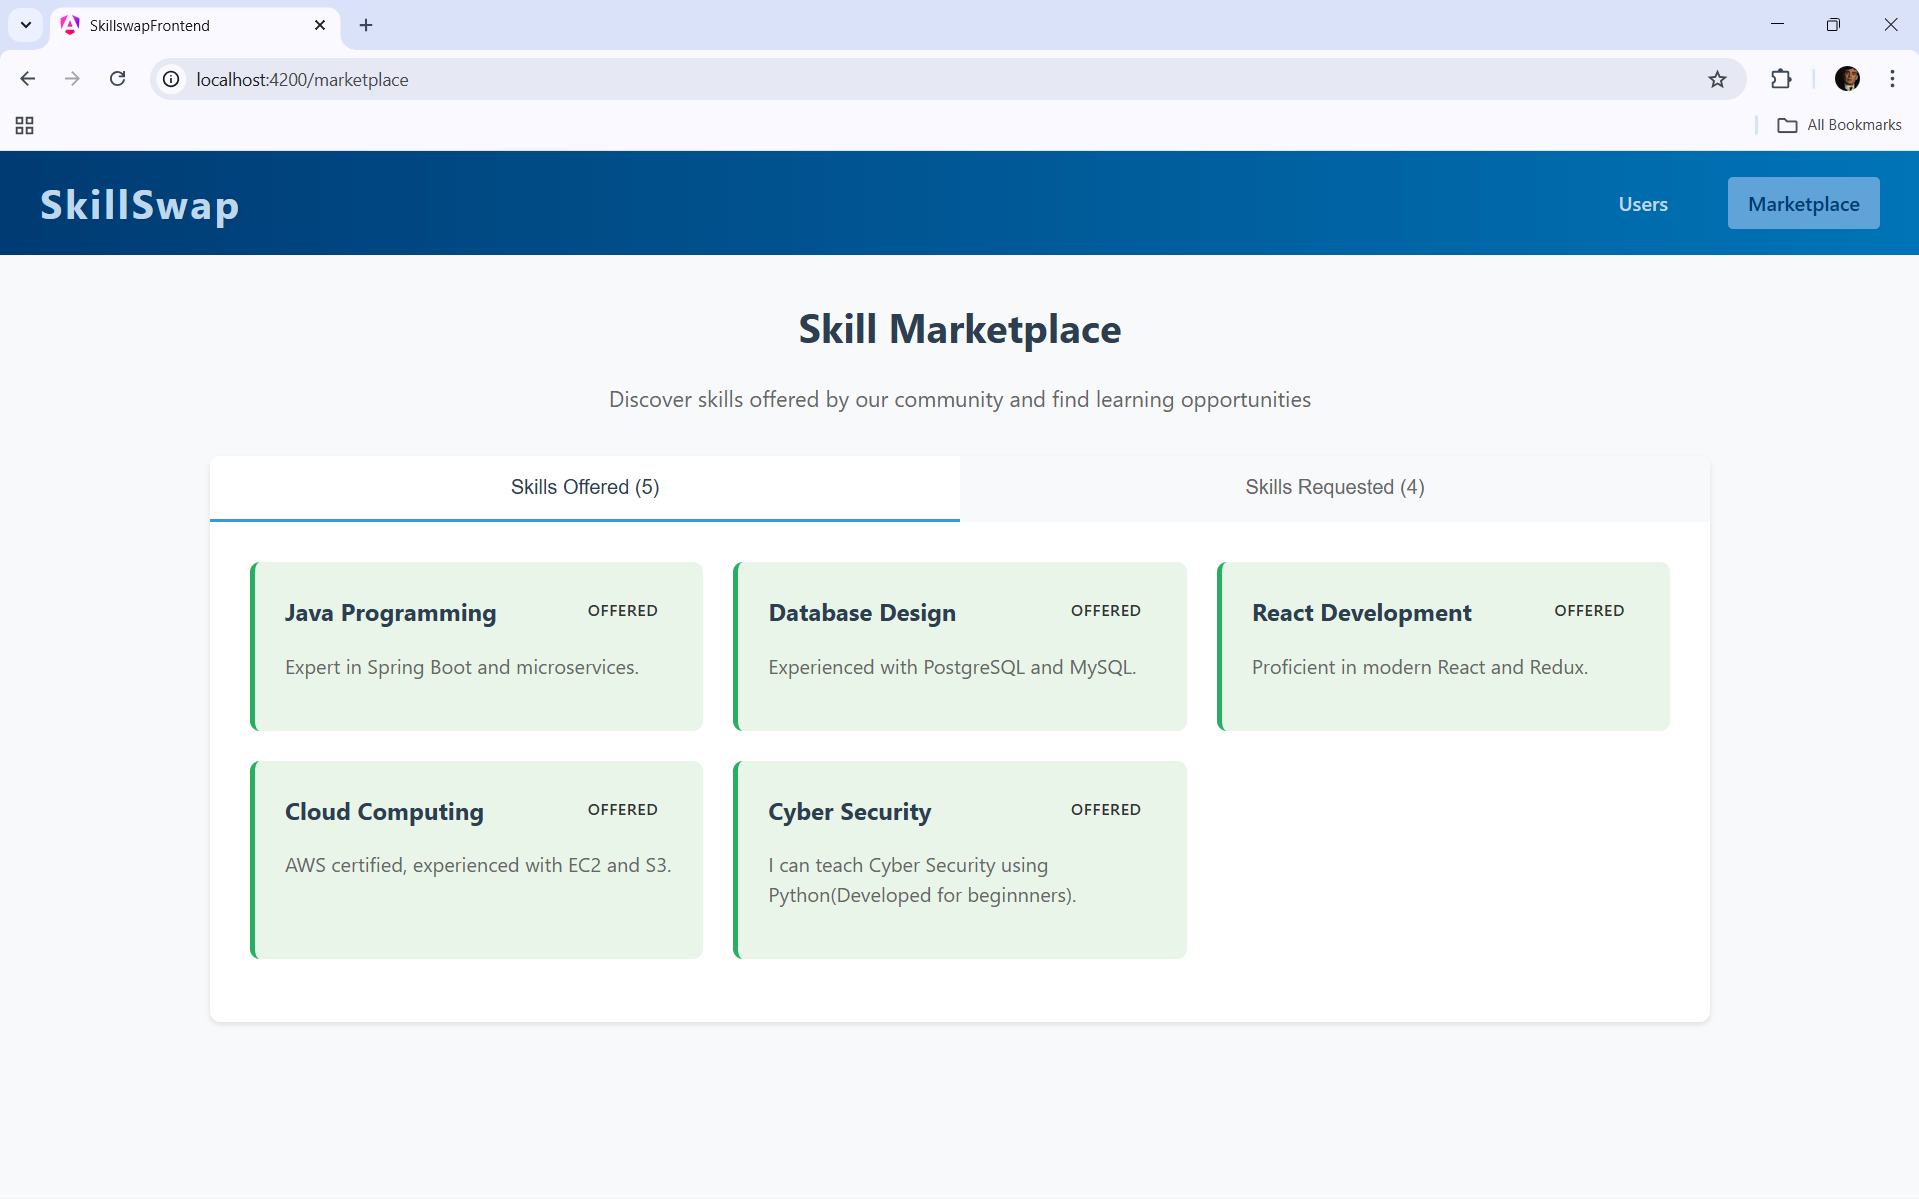 SkillswapFrontend
localhost:4200/marketplace
All Bookmarks
SkillSwap
Users
Marketplace
Skill Marketplace
Discover skills offered by our community and find learning opportunities
Skills Offered (5)
Skills Requested (4)
Java Programming
OFFERED
Expert in Spring Boot and microservices.
Database Design
OFFERED
Experienced with PostgreSQL and MySQL.
React Development
OFFERED
Proficient in modern React and Redux.
Cloud Computing
OFFERED
AWS certified, experienced with EC2 and S3.
Cyber Security
OFFERED
I can teach Cyber Security using
Python(Developed for beginnners).